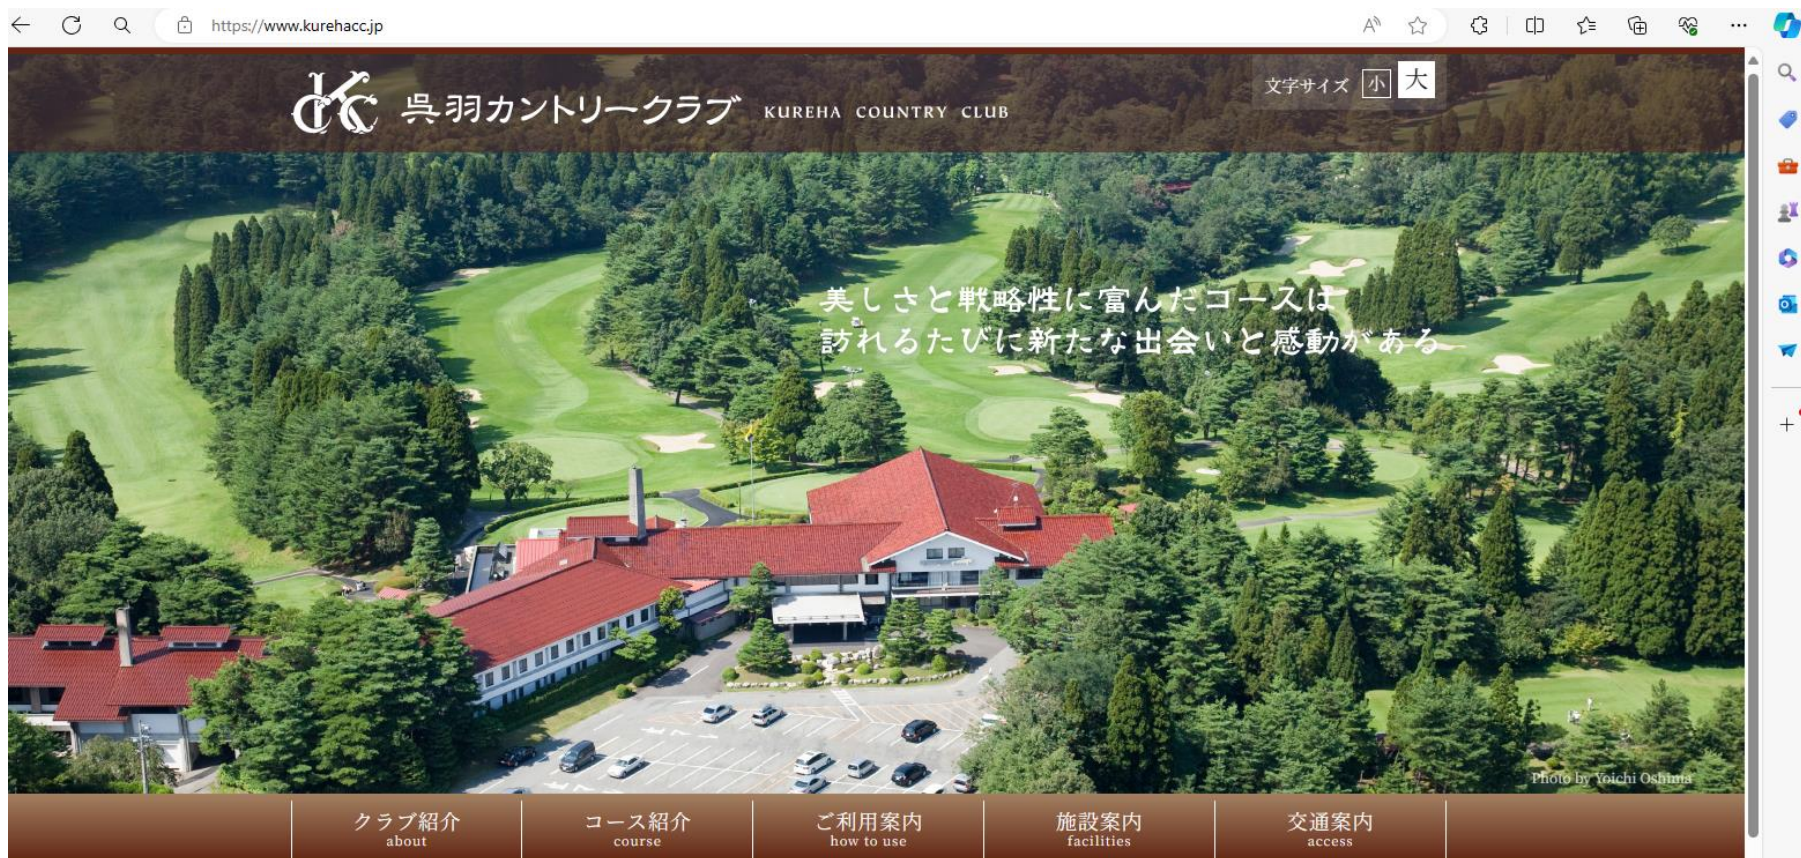 https://www.kurehacc.jp
KCC 呉羽カントリークラブ KUREHA COUNTRY CLUB
文字サイズ 小 大
美しさと戦略性に富んだコースは
訪れるたびに新たな出会いと感動がある
Photo by Yoichi Oshima
クラブ紹介
about
コース紹介
course
ご利用案内
how to use
施設案内
facilities
交通案内
access